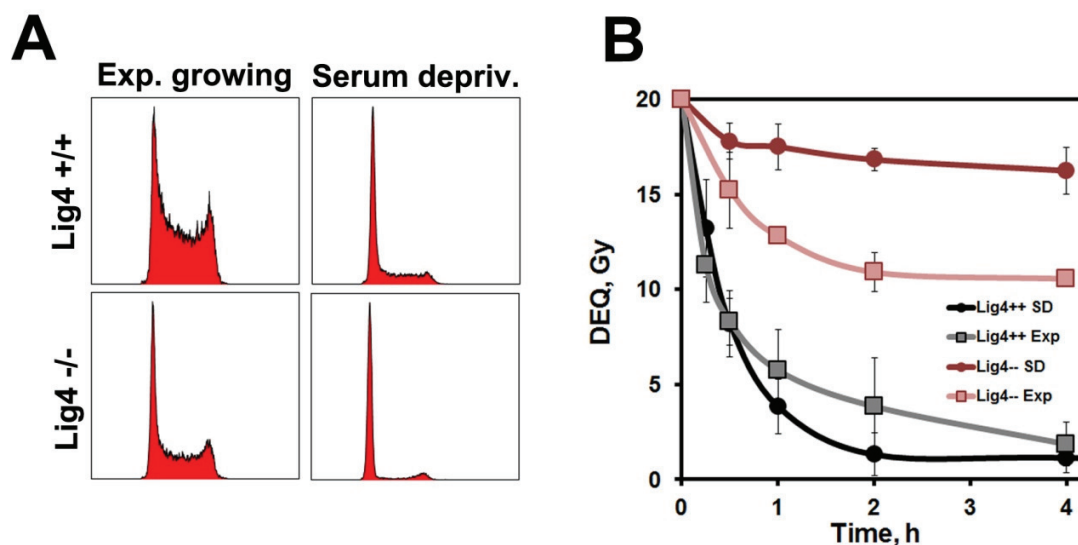 A
Exp. growing
Serum depriv.
Lig4 +/+
Lig4 -/-
B
20
15
10
5
0
DEQ, Gy
Lig4++ SD
Lig4++ Exp
Lig4-- SD
Lig4-- Exp
0
1
2
4
Time, h